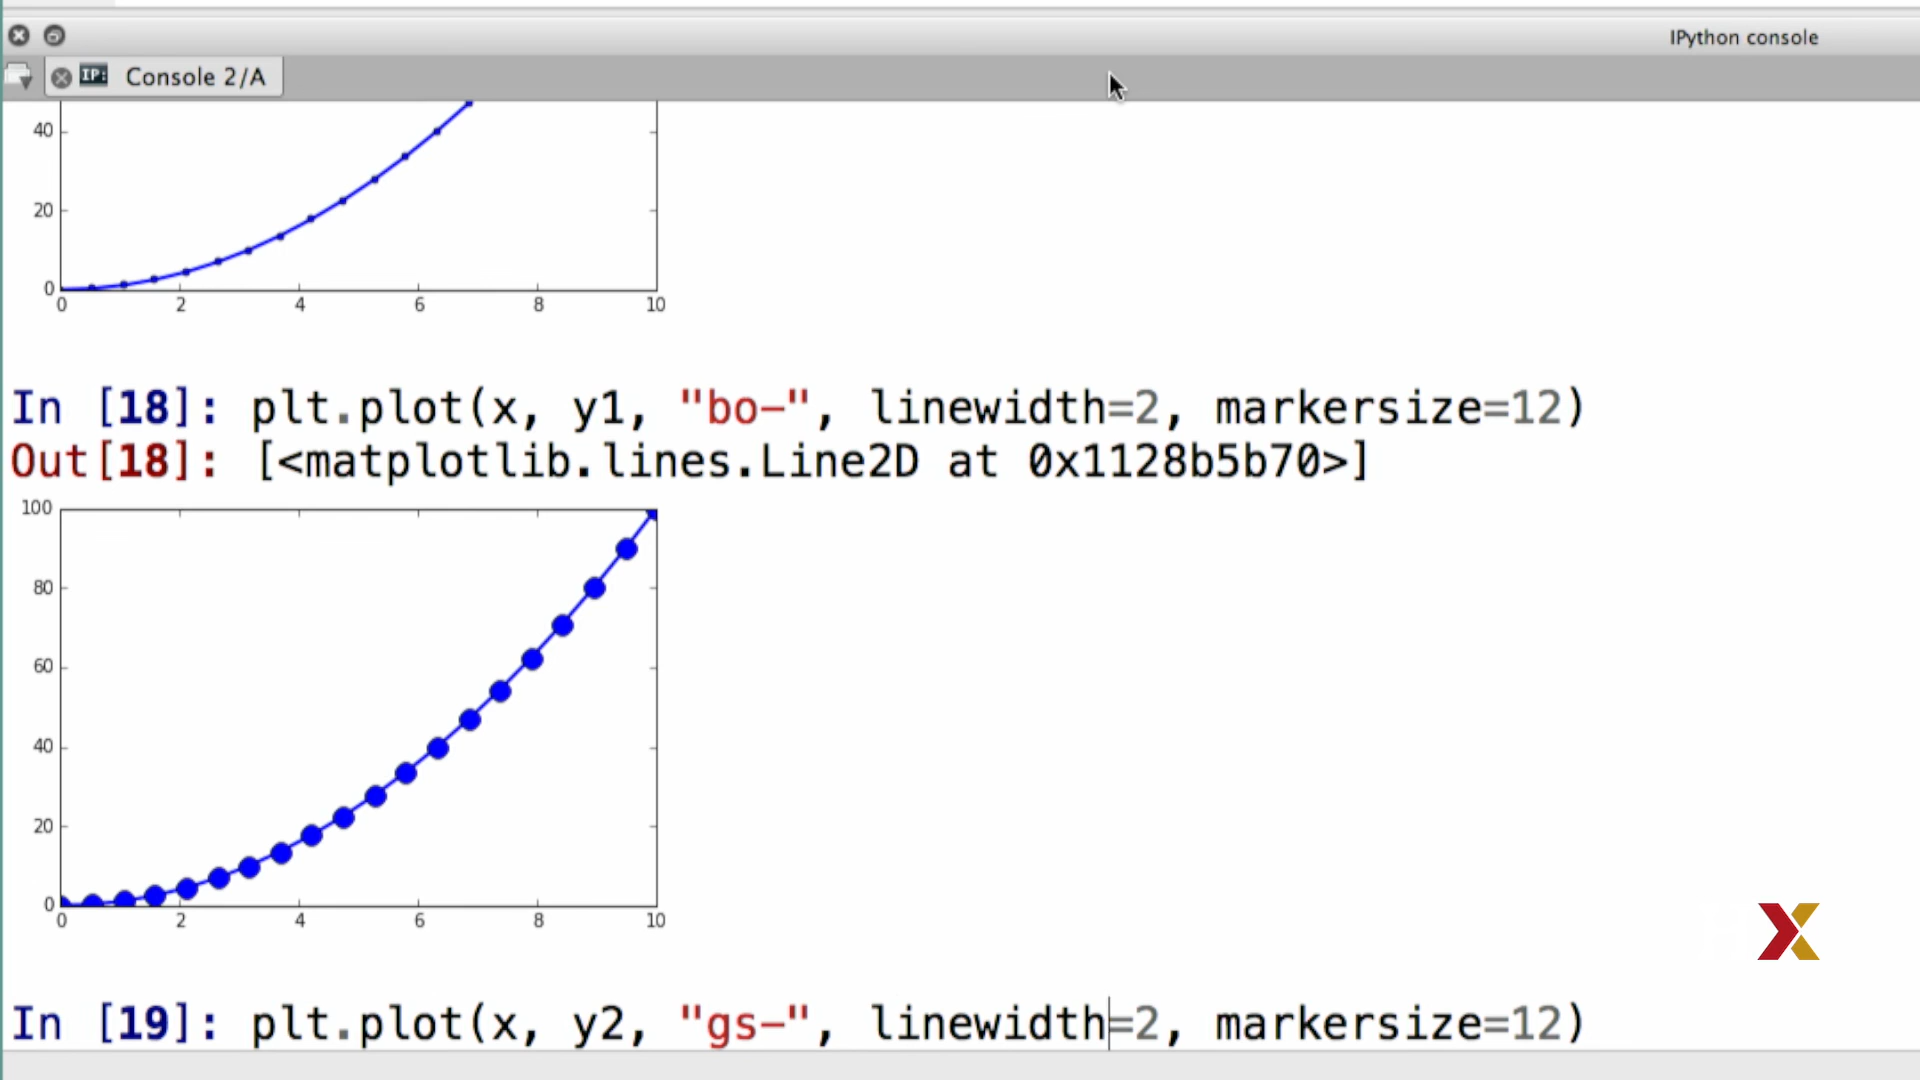 IPython console
IP: Console 2/A
40
20
0
0 2 4 6 8 10
In [18]: plt.plot(x, y1, "bo-", linewidth=2, markersize=12)
Out[18]: [<matplotlib.lines.Line2D at 0x1128b5b70>]
100
80
60
40
20
0
0 2 4 6 8 10
X
In [19]: plt.plot(x, y2, "gs-", linewidth=2, markersize=12)